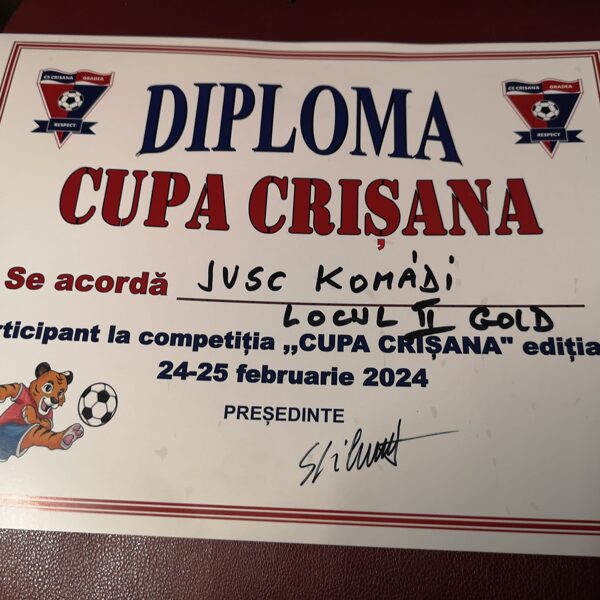 CS CRISANA ORADEA
RESPECT
CS CRISANA ORADEA
RESPECT
DIPLOMA
CUPA CRIȘANA
Se acordă JUSC KOMÁDI
LOCUL II GOLD
rticipant la competiția ,,CUPA CRIȘANA" ediția
24-25 februarie 2024
PREȘEDINTE